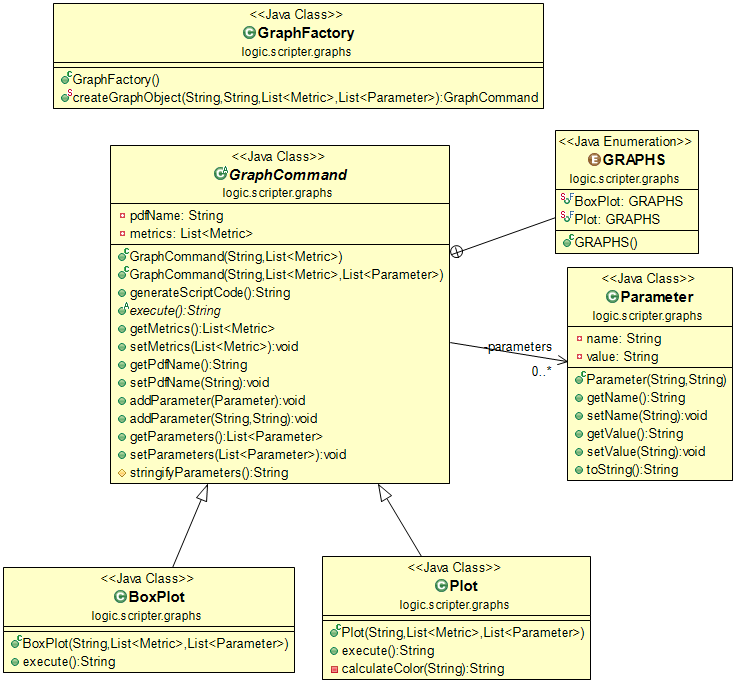 <<Java Class>>
GraphFactory
logic.scripter.graphs
GraphFactory()
createGraphObject(String,String,List<Metric>,List<Parameter>):GraphCommand
<<Java Class>>
GraphCommand
logic.scripter.graphs
pdfName: String
metrics: List<Metric>
GraphCommand(String,List<Metric>)
GraphCommand(String,List<Metric>,List<Parameter>)
generateScriptCode():String
execute():String
getMetrics():List<Metric>
setMetrics(List<Metric>):void
getPdfName():String
setPdfName(String):void
addParameter(Parameter):void
addParameter(String,String):void
getParameters():List<Parameter>
setParameters(List<Parameter>):void
stringifyParameters():String
<<Java Enumeration>>
GRAPHS
logic.scripter.graphs
BoxPlot: GRAPHS
Plot: GRAPHS
GRAPHS()
-parameters
0..*
<<Java Class>>
Parameter
logic.scripter.graphs
name: String
value: String
Parameter(String,String)
getName():String
setName(String):void
getValue():String
setValue(String):void
toString():String
<<Java Class>>
BoxPlot
logic.scripter.graphs
BoxPlot(String,List<Metric>,List<Parameter>)
execute():String
<<Java Class>>
Plot
logic.scripter.graphs
Plot(String,List<Metric>,List<Parameter>)
execute():String
calculateColor(String):String